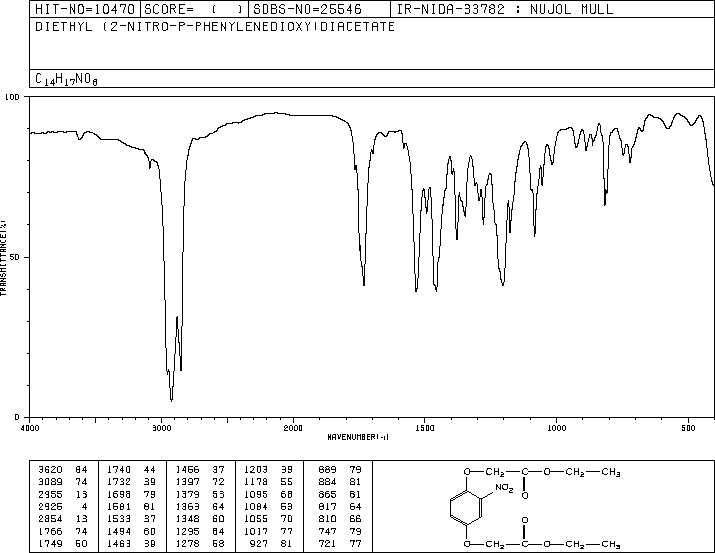 HIT-NO=10470 SCORE= ( ) SDBS-NO=25546 IR-NIDA-33782 : NUJOL MULL
DIETHYL (2-NITRO-P-PHENYLENEDIOXY)DIACETATE
C14H17NO8
100
50
0
TRANSMITTANCE(%)
4000 3000 2000 1500 1000 500
WAVENUMBER(-1)
3620 84 1740 44 1456 37 1203 39 889 79
3089 74 1732 39 1397 72 1178 55 884 81
2955 13 1698 79 1379 53 1095 68 865 81
2925 4 1581 81 1363 64 1084 53 817 64
2854 13 1533 37 1348 60 1055 70 810 66
1766 74 1494 60 1295 64 1017 77 747 79
1749 50 1463 39 1278 58 927 81 721 77
O-CH2-C-O-CH2-CH3
O
NO2
O
O-CH2-C-O-CH2-CH3